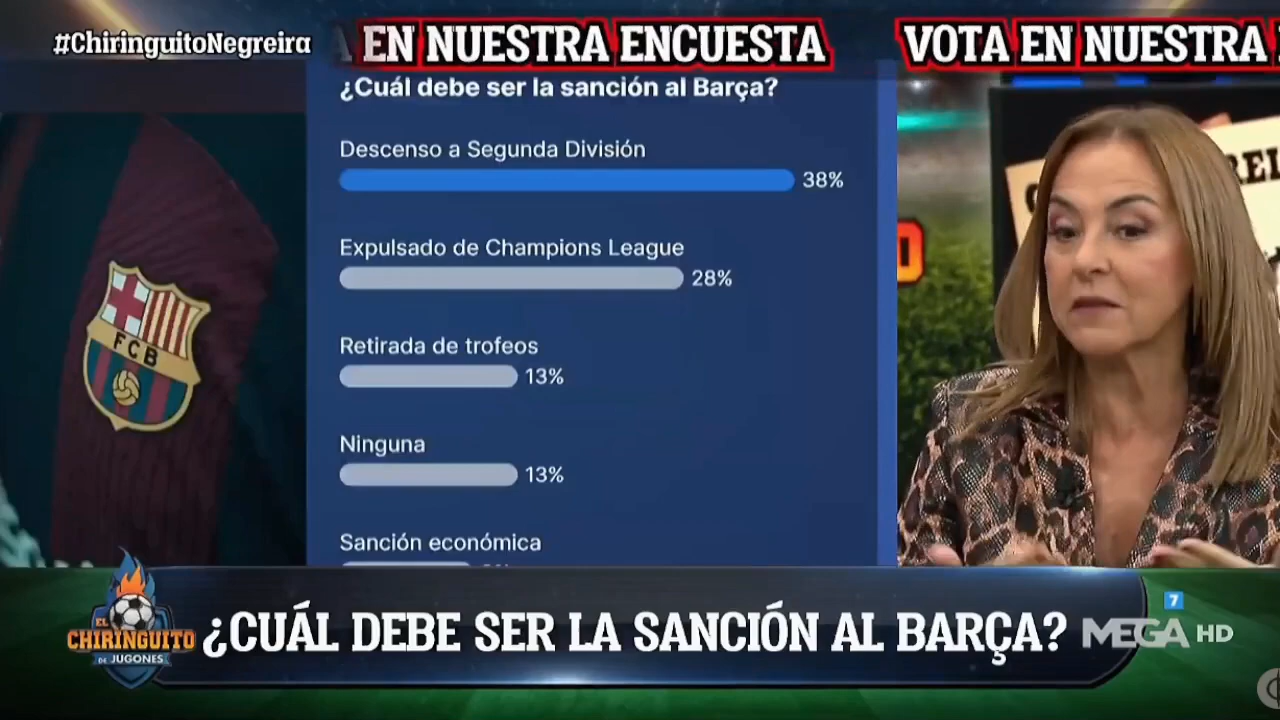 #ChiringuitoNegreira
EN NUESTRA ENCUESTA
VOTA EN NUESTRA
¿Cuál debe ser la sanción al Barça?
Descenso a Segunda División
38%
Expulsado de Champions League
28%
Retirada de trofeos
13%
Ninguna
13%
Sanción económica
FCB
EL
CHIRINGUITO
DE JUGONES
¿CUÁL DEBE SER LA SANCIÓN AL BARÇA?
7
MEGA HD